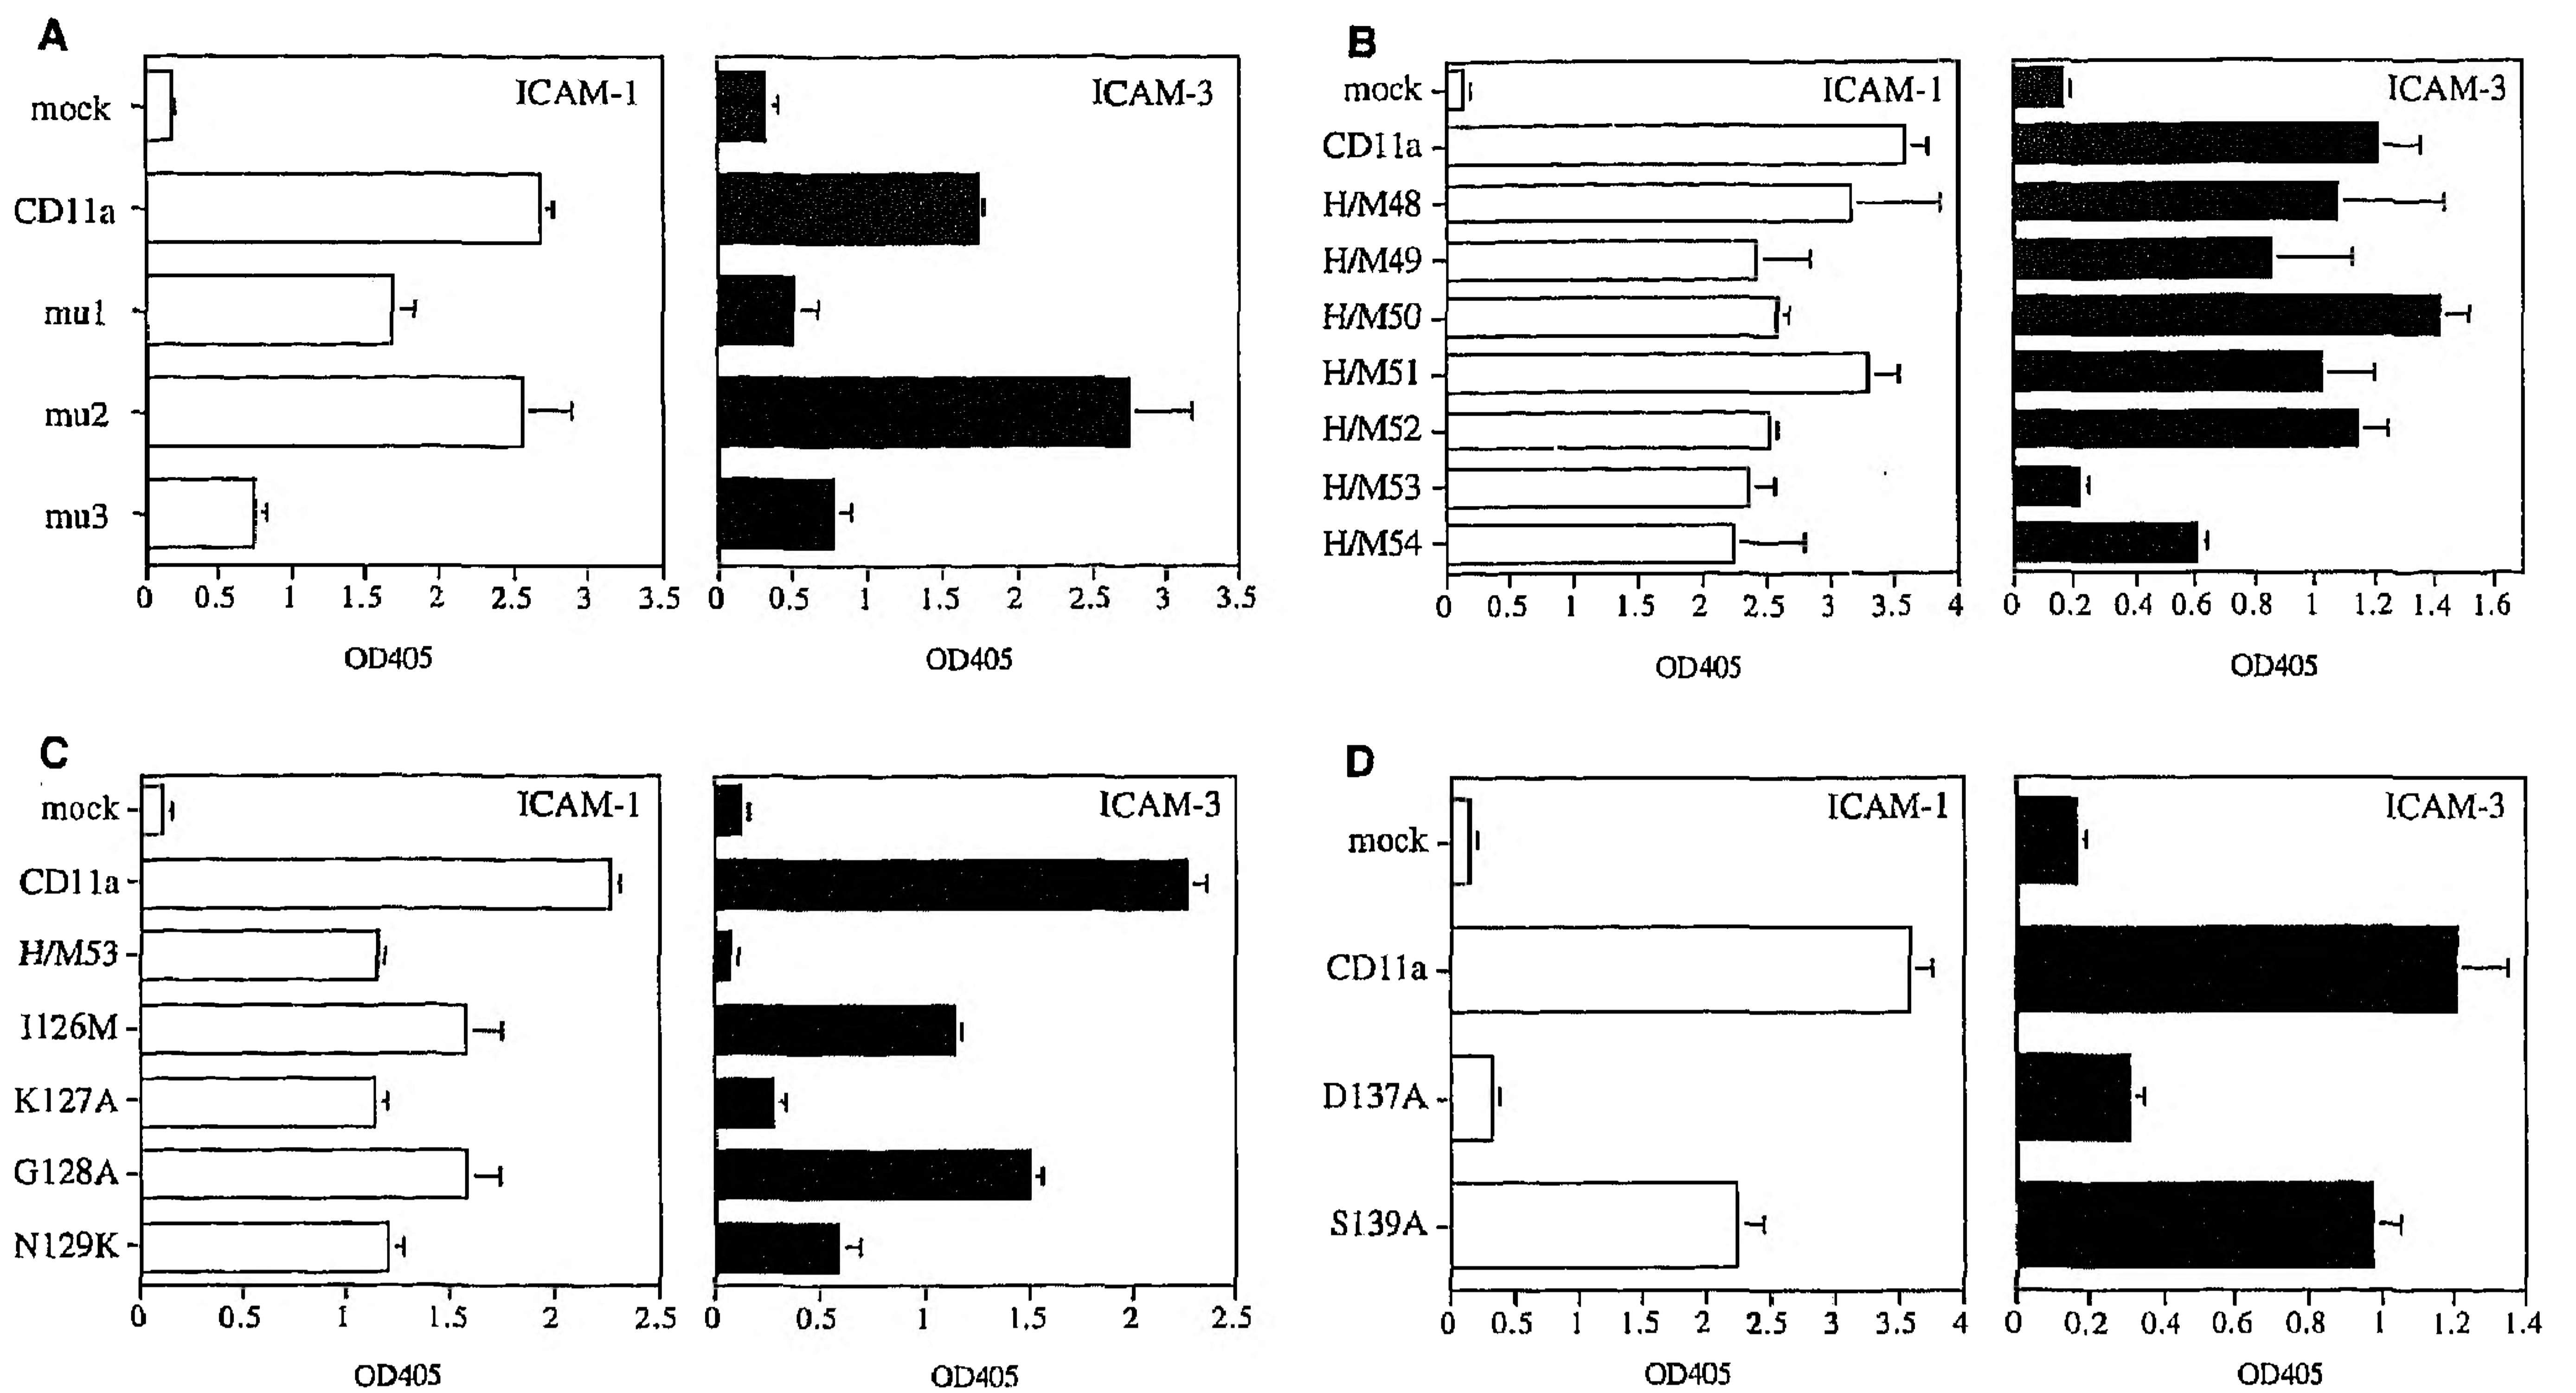 A
ICAM-1
ICAM-3
mock
CD11a
mu1
mu2
mu3
0 0.5 1 1.5 2 2.5 3 3.5
0 0.5 1 1.5 2 2.5 3 3.5
OD405
OD405
B
ICAM-1
ICAM-3
mock
CD11a
H/M48
H/M49
H/M50
H/M51
H/M52
H/M53
H/M54
0 0.5 1 1.5 2 2.5 3 3.5 4
0 0.2 0.4 0.6 0.8 1 1.2 1.4 1.6
OD405
OD405
C
ICAM-1
ICAM-3
mock
CD11a
H/M53
I126M
K127A
G128A
N129K
0 0.5 1 1.5 2 2.5
0 0.5 1 1.5 2 2.5
OD405
OD405
D
ICAM-1
ICAM-3
mock
CD11a
D137A
S139A
0 0.5 1 1.5 2 2.5 3 3.5 4
0 0.2 0.4 0.6 0.8 1 1.2 1.4
OD405
OD405